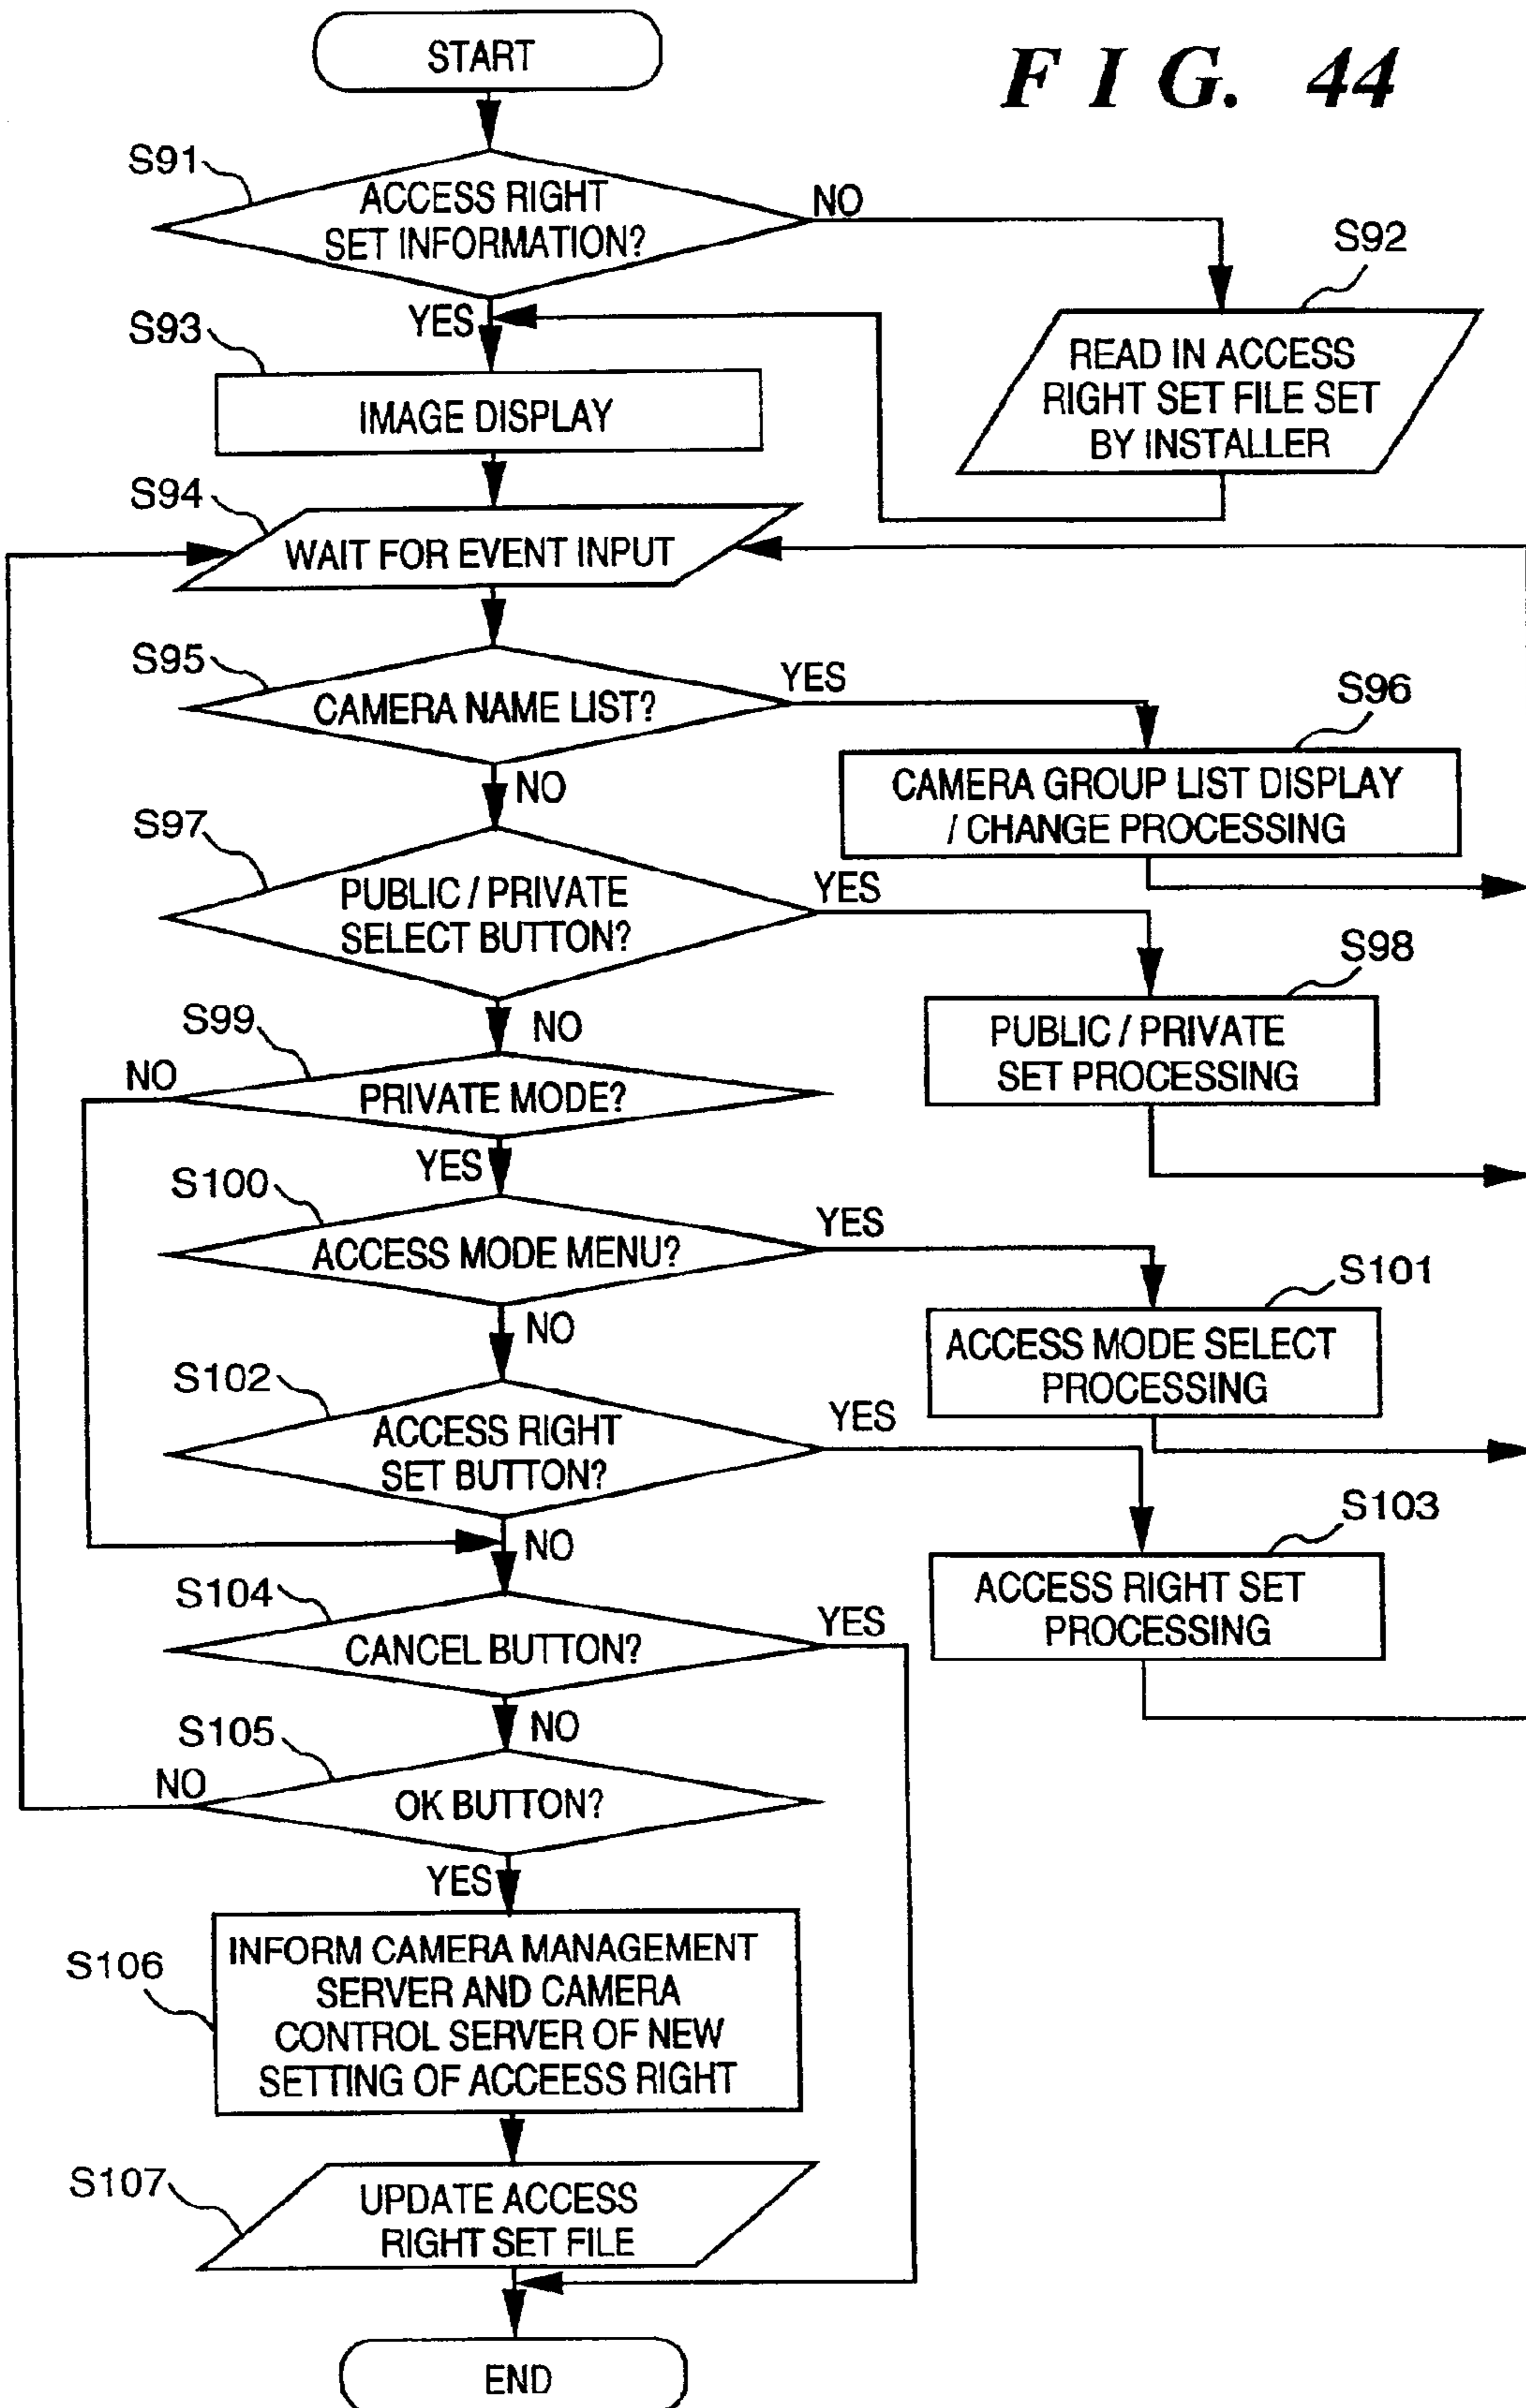 START
F I G. 44
S91
ACCESS RIGHT
SET INFORMATION?
NO
S92
YES
READ IN ACCESS
RIGHT SET FILE SET
BY INSTALLER
S93
IMAGE DISPLAY
S94
WAIT FOR EVENT INPUT
S95
CAMERA NAME LIST?
YES
S96
CAMERA GROUP LIST DISPLAY
/ CHANGE PROCESSING
NO
S97
PUBLIC / PRIVATE
SELECT BUTTON?
YES
S98
PUBLIC / PRIVATE
SET PROCESSING
NO
S99
NO
PRIVATE MODE?
YES
S100
ACCESS MODE MENU?
YES
S101
ACCESS MODE SELECT
PROCESSING
NO
S102
ACCESS RIGHT
SET BUTTON?
YES
S103
ACCESS RIGHT SET
PROCESSING
NO
S104
CANCEL BUTTON?
YES
NO
S105
NO
OK BUTTON?
YES
S106
INFORM CAMERA MANAGEMENT
SERVER AND CAMERA
CONTROL SERVER OF NEW
SETTING OF ACCEESS RIGHT
S107
UPDATE ACCESS
RIGHT SET FILE
END